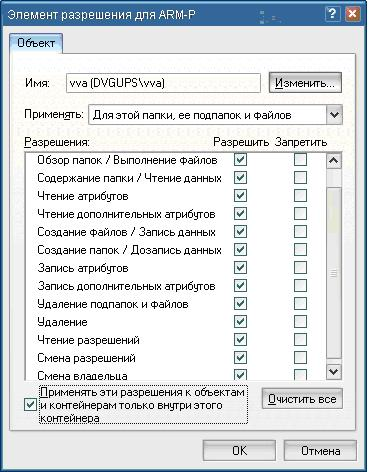 Элемент разрешения для ARM-P
Объект
Имя: vva (DVGUPS\vva) Изменить...
Применять: Для этой папки, ее подпапок и файлов
Разрешения: Разрешить Запретить
Обзор папок / Выполнение файлов
Содержание папки / Чтение данных
Чтение атрибутов
Чтение дополнительных атрибутов
Создание файлов / Запись данных
Создание папок / Дозапись данных
Запись атрибутов
Запись дополнительных атрибутов
Удаление подпапок и файлов
Удаление
Чтение разрешений
Смена разрешений
Смена владельца
Применять эти разрешения к объектам
и контейнерам только внутри этого
контейнера
Очистить все
ОК Отмена